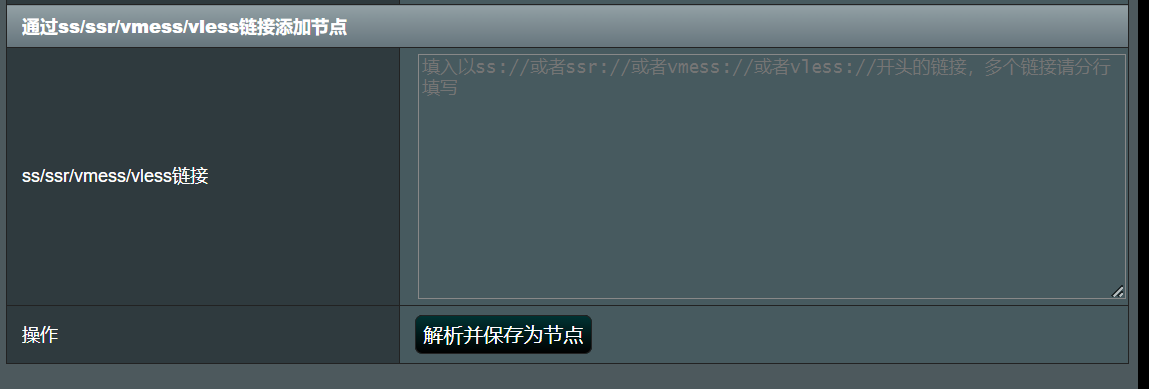 通过ss/ssr/vmess/vless链接添加节点
填入以ss://或者ssr://或者vmess://或者vless://开头的链接，多个链接请分行
填写
ss/ssr/vmess/vless链接
操作
解析并保存为节点